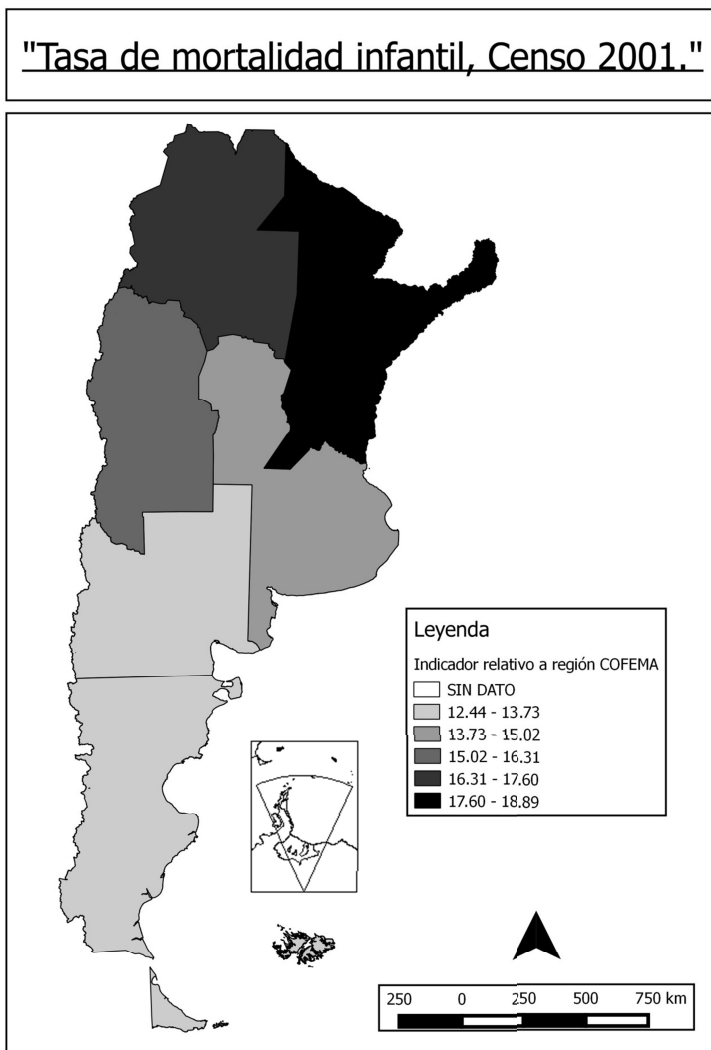 "Tasa de mortalidad infantil, Censo 2001."
Leyenda
Indicador relativo a región COFEMA
SIN DATO
12.44 - 13.73
13.73 - 15.02
15.02 - 16.31
16.31 - 17.60
17.60 - 18.89
250 0 250 500 750 km